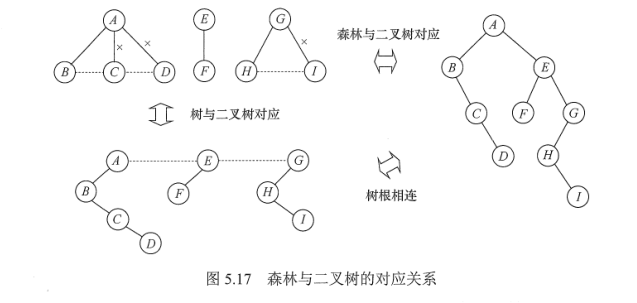 A E G
× × ×
B C D F H I
森林与二叉树对应
A
B E
C F G
D H
I
树与二叉树对应
A E G
B F H
C I
D
树根相连
图 5.17 森林与二叉树的对应关系